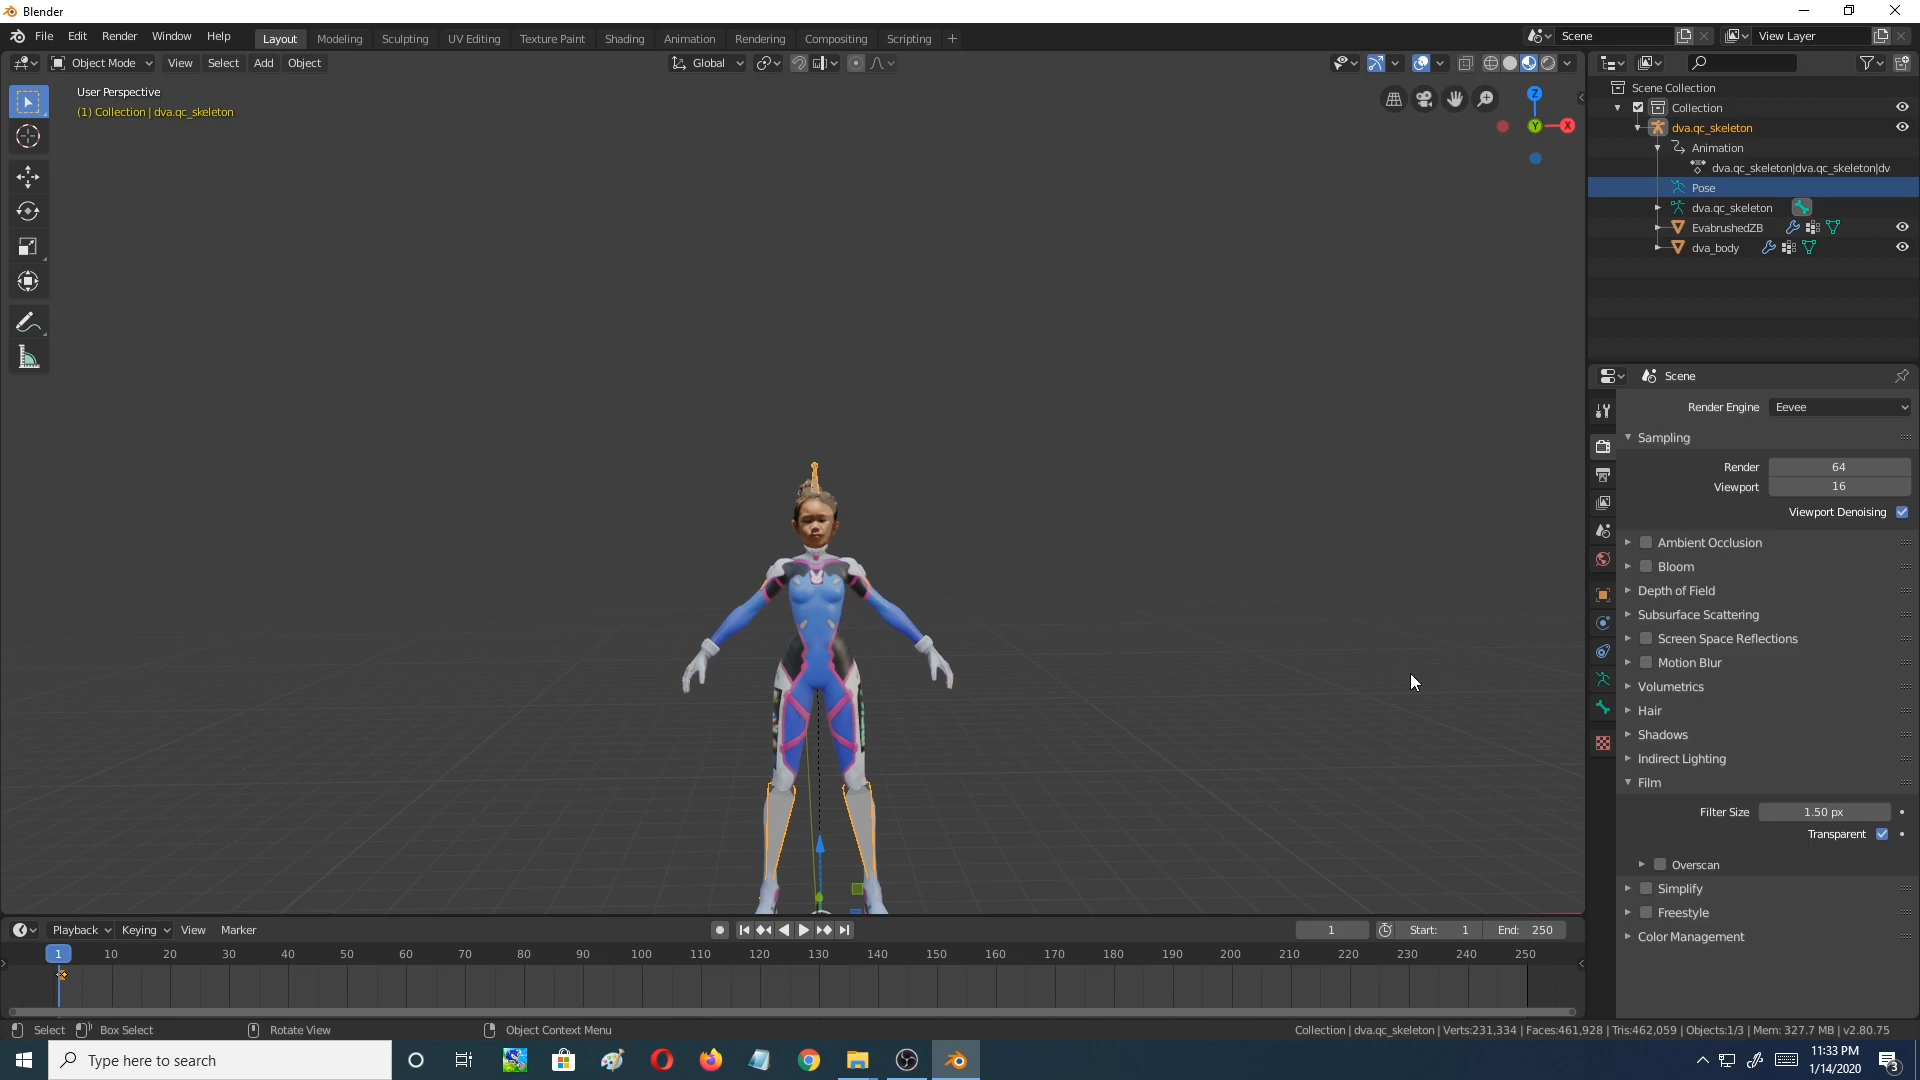 Blender
File Edit Render Window Help Layout Modeling Sculpting UV Editing Texture Paint Shading Animation Rendering Compositing Scripting + Scene View Layer
Object Mode View Select Add Object Global
User Perspective
(1) Collection | dva.qc_skeleton
Z
Y
X
Scene Collection
Collection
dva.qc_skeleton
Animation
dva.qc_skeleton|dva.qc_skeleton|dv
Pose
dva.qc_skeleton
EvabrushedZB
dva_body
Scene
Render Engine Eevee
Sampling
Render 64
Viewport 16
Viewport Denoising
Ambient Occlusion
Bloom
Depth of Field
Subsurface Scattering
Screen Space Reflections
Motion Blur
Volumetrics
Hair
Shadows
Indirect Lighting
Film
Filter Size 1.50 px
Transparent
Overscan
Simplify
Freestyle
Color Management
Playback Keying View Marker 1 Start: 1 End: 250
1 10 20 30 40 50 60 70 80 90 100 110 120 130 140 150 160 170 180 190 200 210 220 230 240 250
Select Box Select Rotate View Object Context Menu Collection | dva.qc_skeleton | Verts:231,334 | Faces:461,928 | Tris:462,059 | Objects:1/3 | Mem: 327.7 MB | v2.80.75
Type here to search
11:33 PM
1/14/2020
3